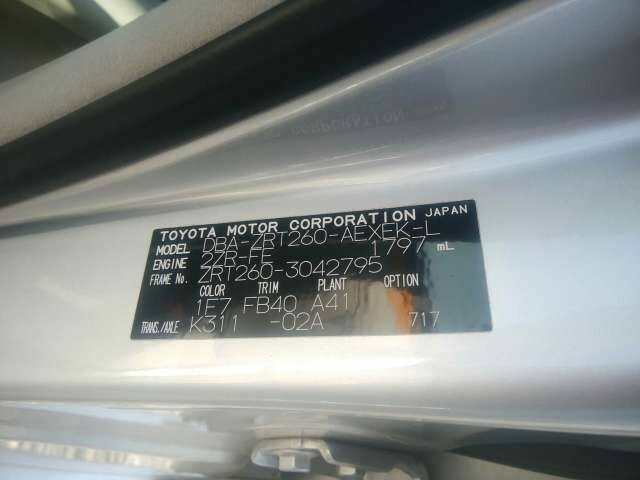 TOYOTA MOTOR CORPORATION JAPAN
MODEL DBA-ZRT260-AEXEK-L
ENGINE 2ZR-FE 1797 mL
FRAME No. ZRT260-3042795
COLOR TRIM PLANT OPTION
1E7 FB40 A41
TRANS./AXLE K311 -02A 717